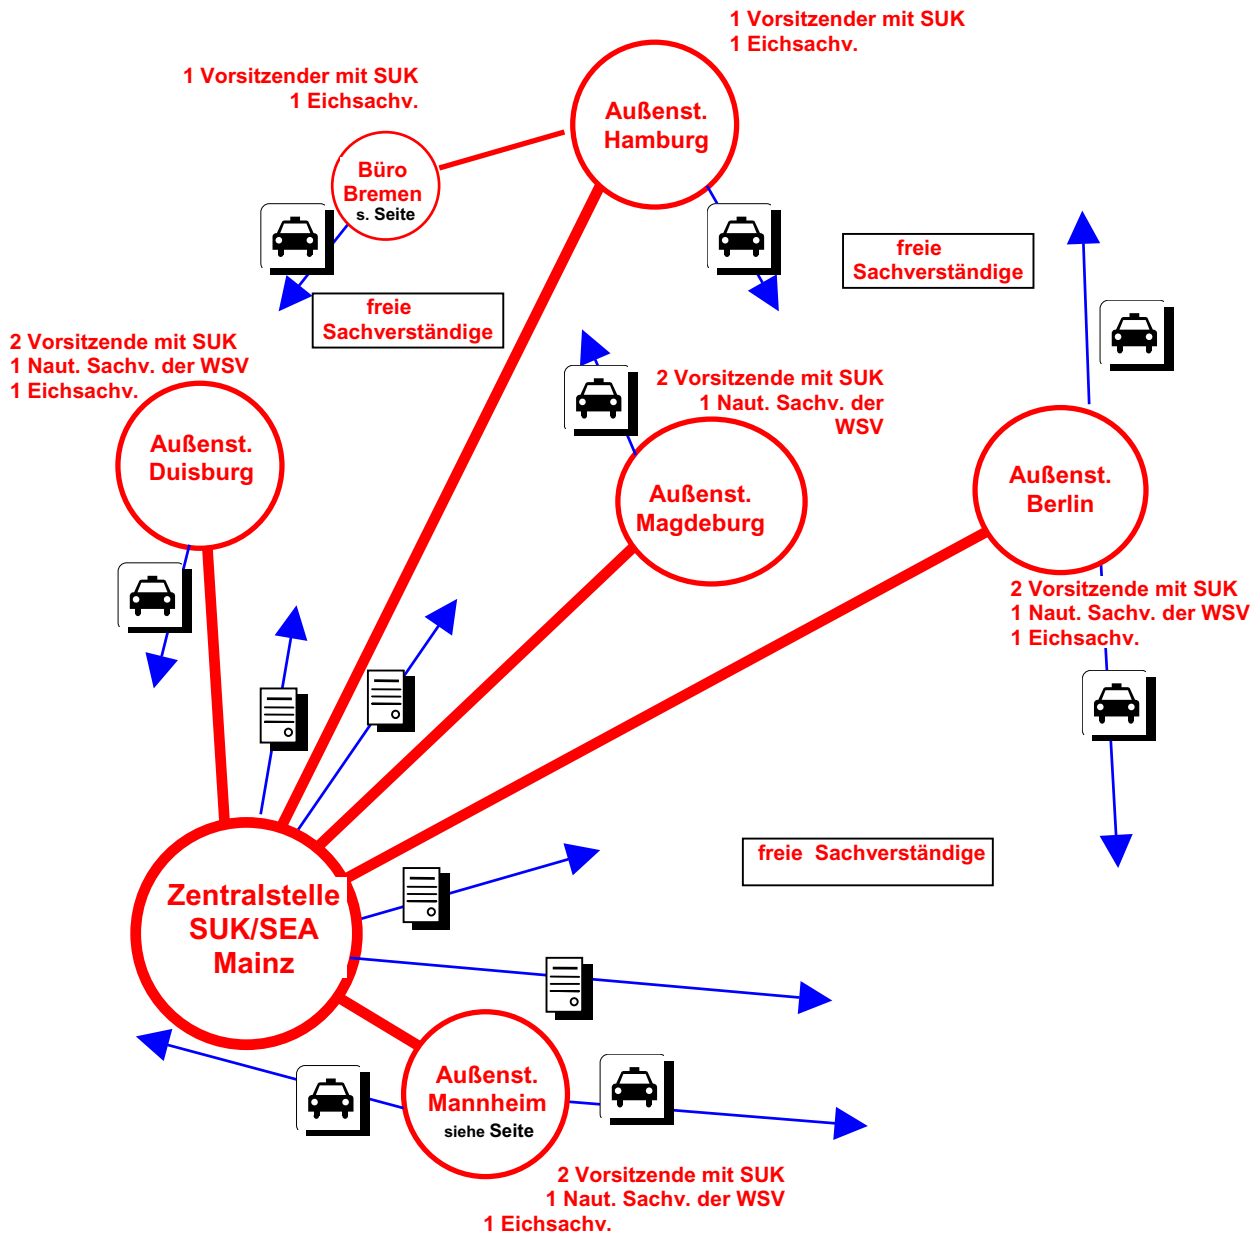 1 Vorsitzender mit SUK
1 Eichsachv.
1 Vorsitzender mit SUK
1 Eichsachv.
Außenst.
Hamburg
Büro
Bremen
s. Seite
freie
Sachverständige
freie
Sachverständige
2 Vorsitzende mit SUK
1 Naut. Sachv. der WSV
1 Eichsachv.
2 Vorsitzende mit SUK
1 Naut. Sachv. der
WSV
Außenst.
Duisburg
Außenst.
Magdeburg
Außenst.
Berlin
2 Vorsitzende mit SUK
1 Naut. Sachv. der WSV
1 Eichsachv.
freie Sachverständige
Zentralstelle
SUK/SEA
Mainz
Außenst.
Mannheim
siehe Seite
2 Vorsitzende mit SUK
1 Naut. Sachv. der WSV
1 Eichsachv.